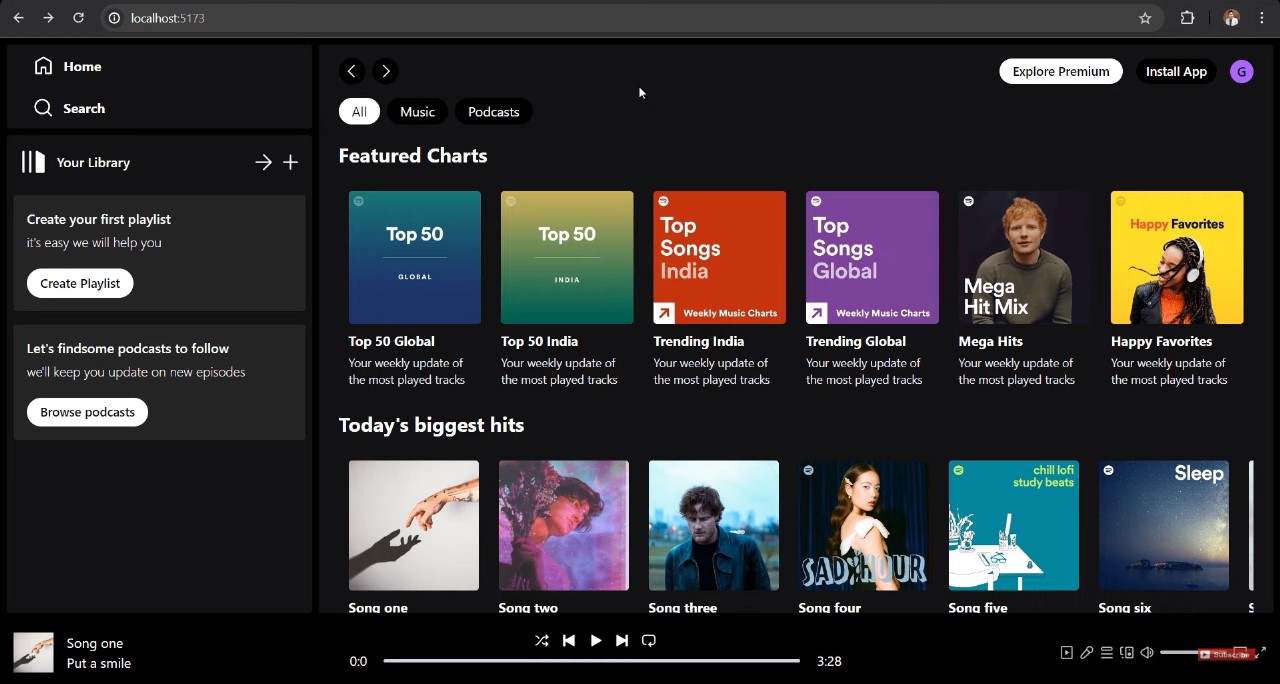 localhost:5173
Home
Search
Your Library
Create your first playlist
it's easy we will help you
Create Playlist
Let's findsome podcasts to follow
we'll keep you update on new episodes
Browse podcasts
Explore Premium
Install App
G
All
Music
Podcasts
Featured Charts
Top 50
GLOBAL
Top 50
INDIA
Top
Songs
India
Weekly Music Charts
Top
Songs
Global
Weekly Music Charts
Mega
Hit Mix
Happy Favorites
Top 50 Global
Your weekly update of
the most played tracks
Top 50 India
Your weekly update of
the most played tracks
Trending India
Your weekly update of
the most played tracks
Trending Global
Your weekly update of
the most played tracks
Mega Hits
Your weekly update of
the most played tracks
Happy Favorites
Your weekly update of
the most played tracks
Today's biggest hits
SAD HOUR
chill lofi
study beats
Sleep
Song one
Song two
Song three
Song four
Song five
Song six
Song one
Put a smile
0:0
3:28
Subscribe